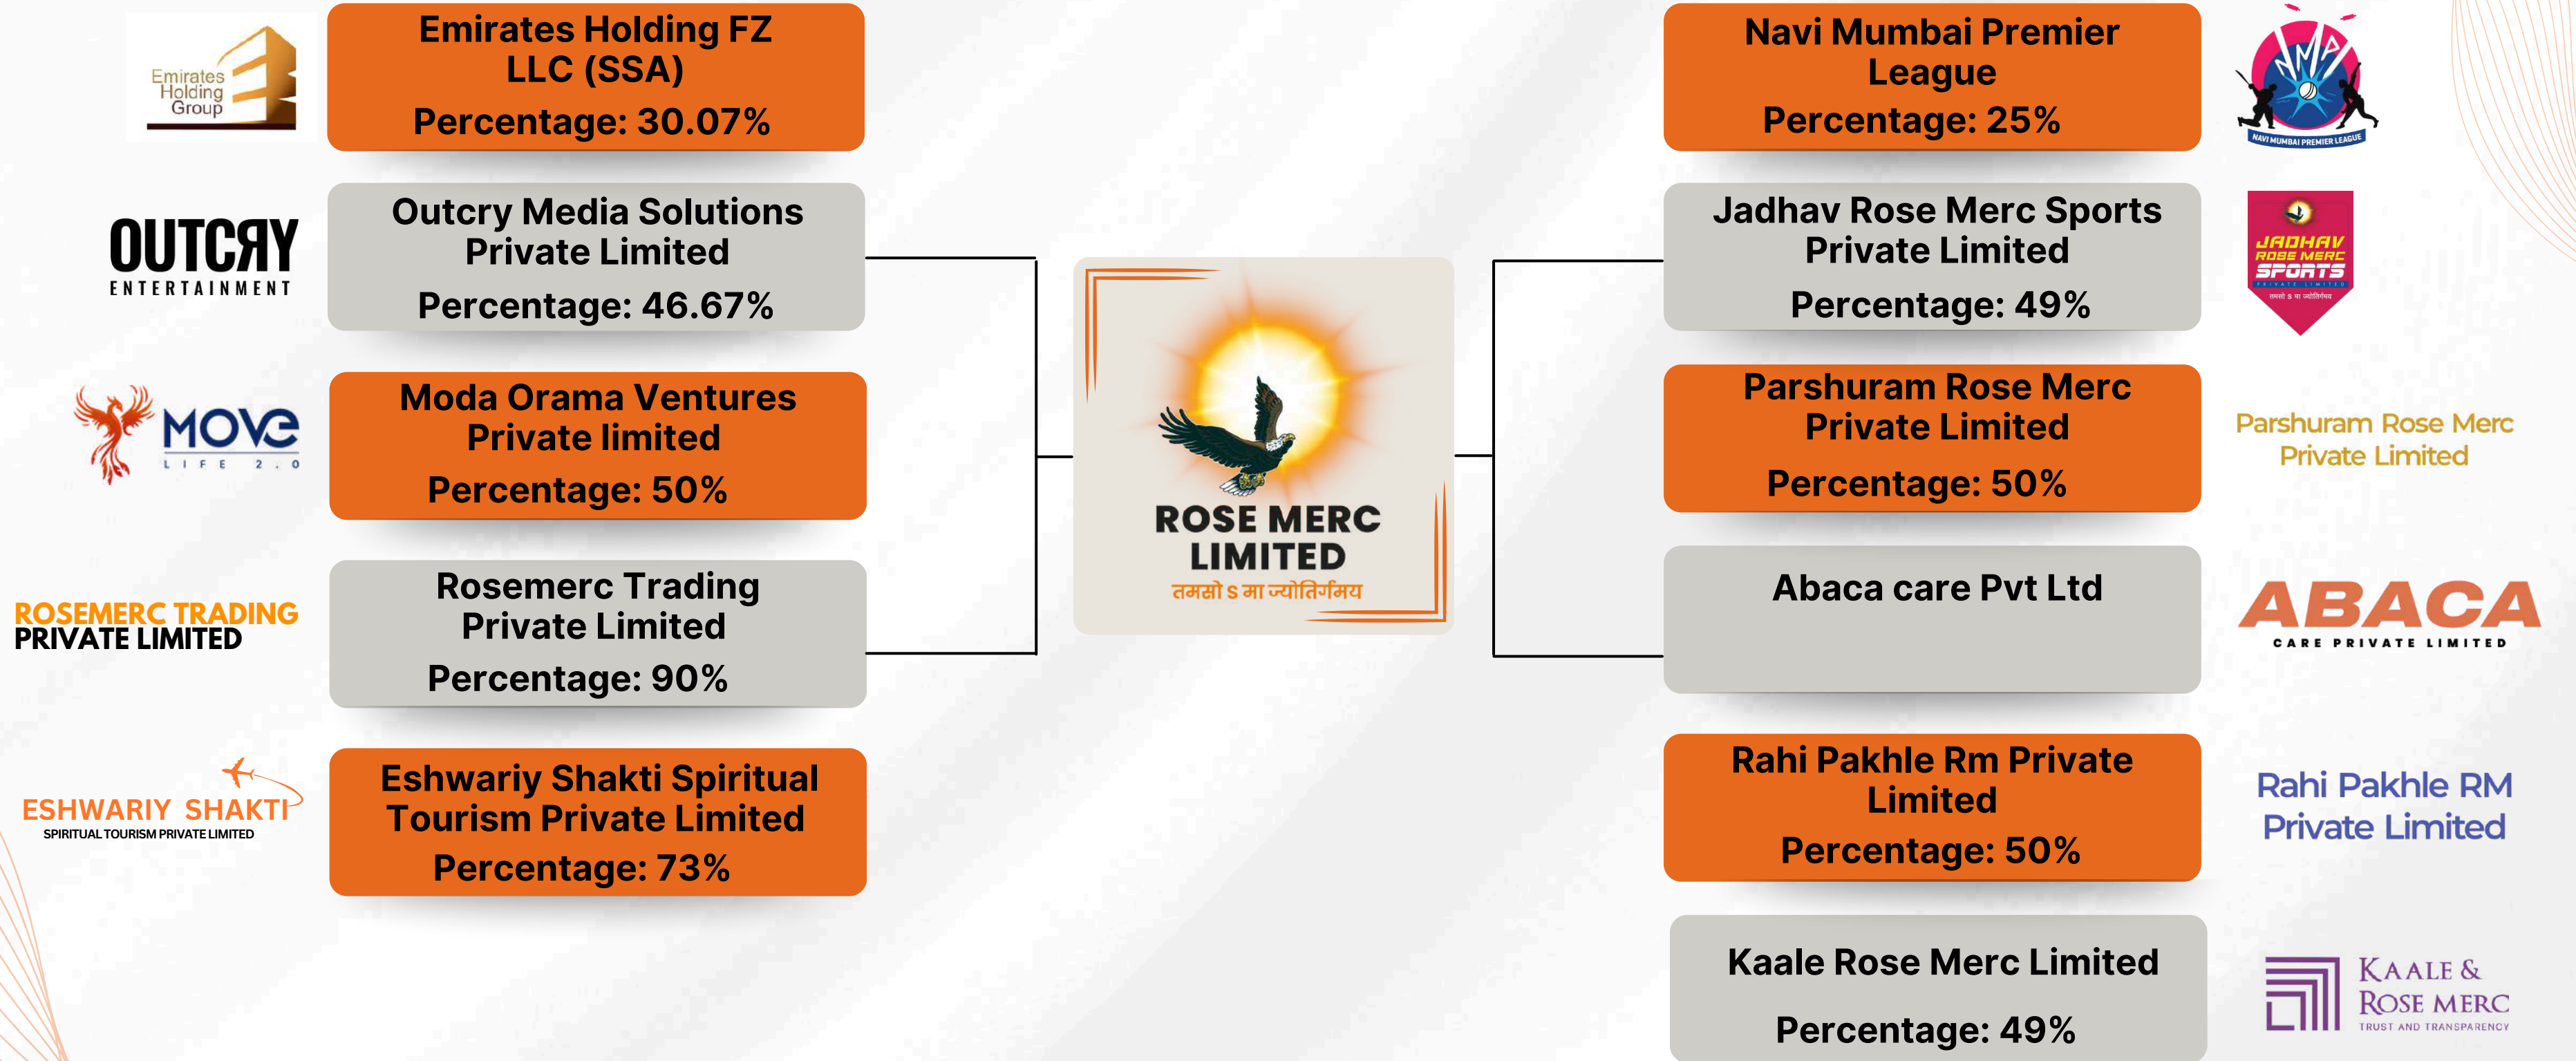 Emirates
Holding
Group
Emirates Holding FZ
LLC (SSA)
Percentage: 30.07%
OUTCRY
ENTERTAINMENT
Outcry Media Solutions
Private Limited
Percentage: 46.67%
MOVE
LIFE 2.0
Moda Orama Ventures
Private limited
Percentage: 50%
ROSEMERC TRADING
PRIVATE LIMITED
Rosemerc Trading
Private Limited
Percentage: 90%
ESHWARIY SHAKTI
SPIRITUAL TOURISM PRIVATE LIMITED
Eshwariy Shakti Spiritual
Tourism Private Limited
Percentage: 73%
ROSE MERC
LIMITED
तमसो S मा ज्योतिर्गमय
Navi Mumbai Premier
League
Percentage: 25%
NMPL
NAVI MUMBAI PREMIER LEAGUE
Jadhav Rose Merc Sports
Private Limited
Percentage: 49%
JADHAV
ROSE MERC
SPORTS
PRIVATE LIMITED
तमसो S मा ज्योतिर्गमय
Parshuram Rose Merc
Private Limited
Percentage: 50%
Parshuram Rose Merc
Private Limited
Abaca care Pvt Ltd
ABACA
CARE PRIVATE LIMITED
Rahi Pakhle Rm Private
Limited
Percentage: 50%
Rahi Pakhle RM
Private Limited
Kaale Rose Merc Limited
Percentage: 49%
KAALE &
ROSE MERC
TRUST AND TRANSPARENCY